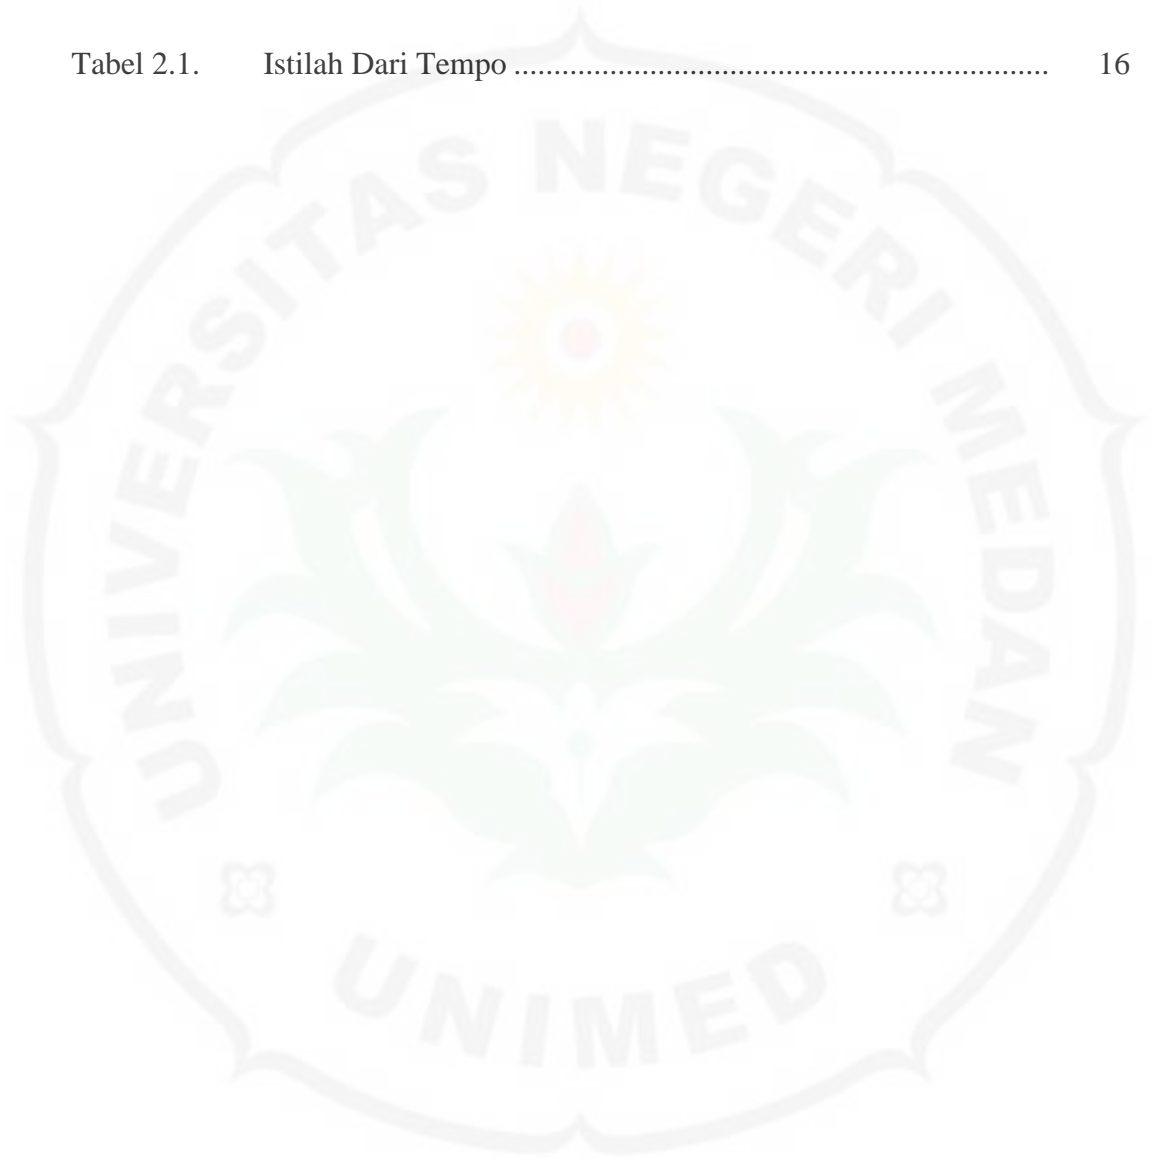 Tabel 2.1. Istilah Dari Tempo ................................................................... 16
UNIVERSITAS NEGERI MEDAN
UNIMED